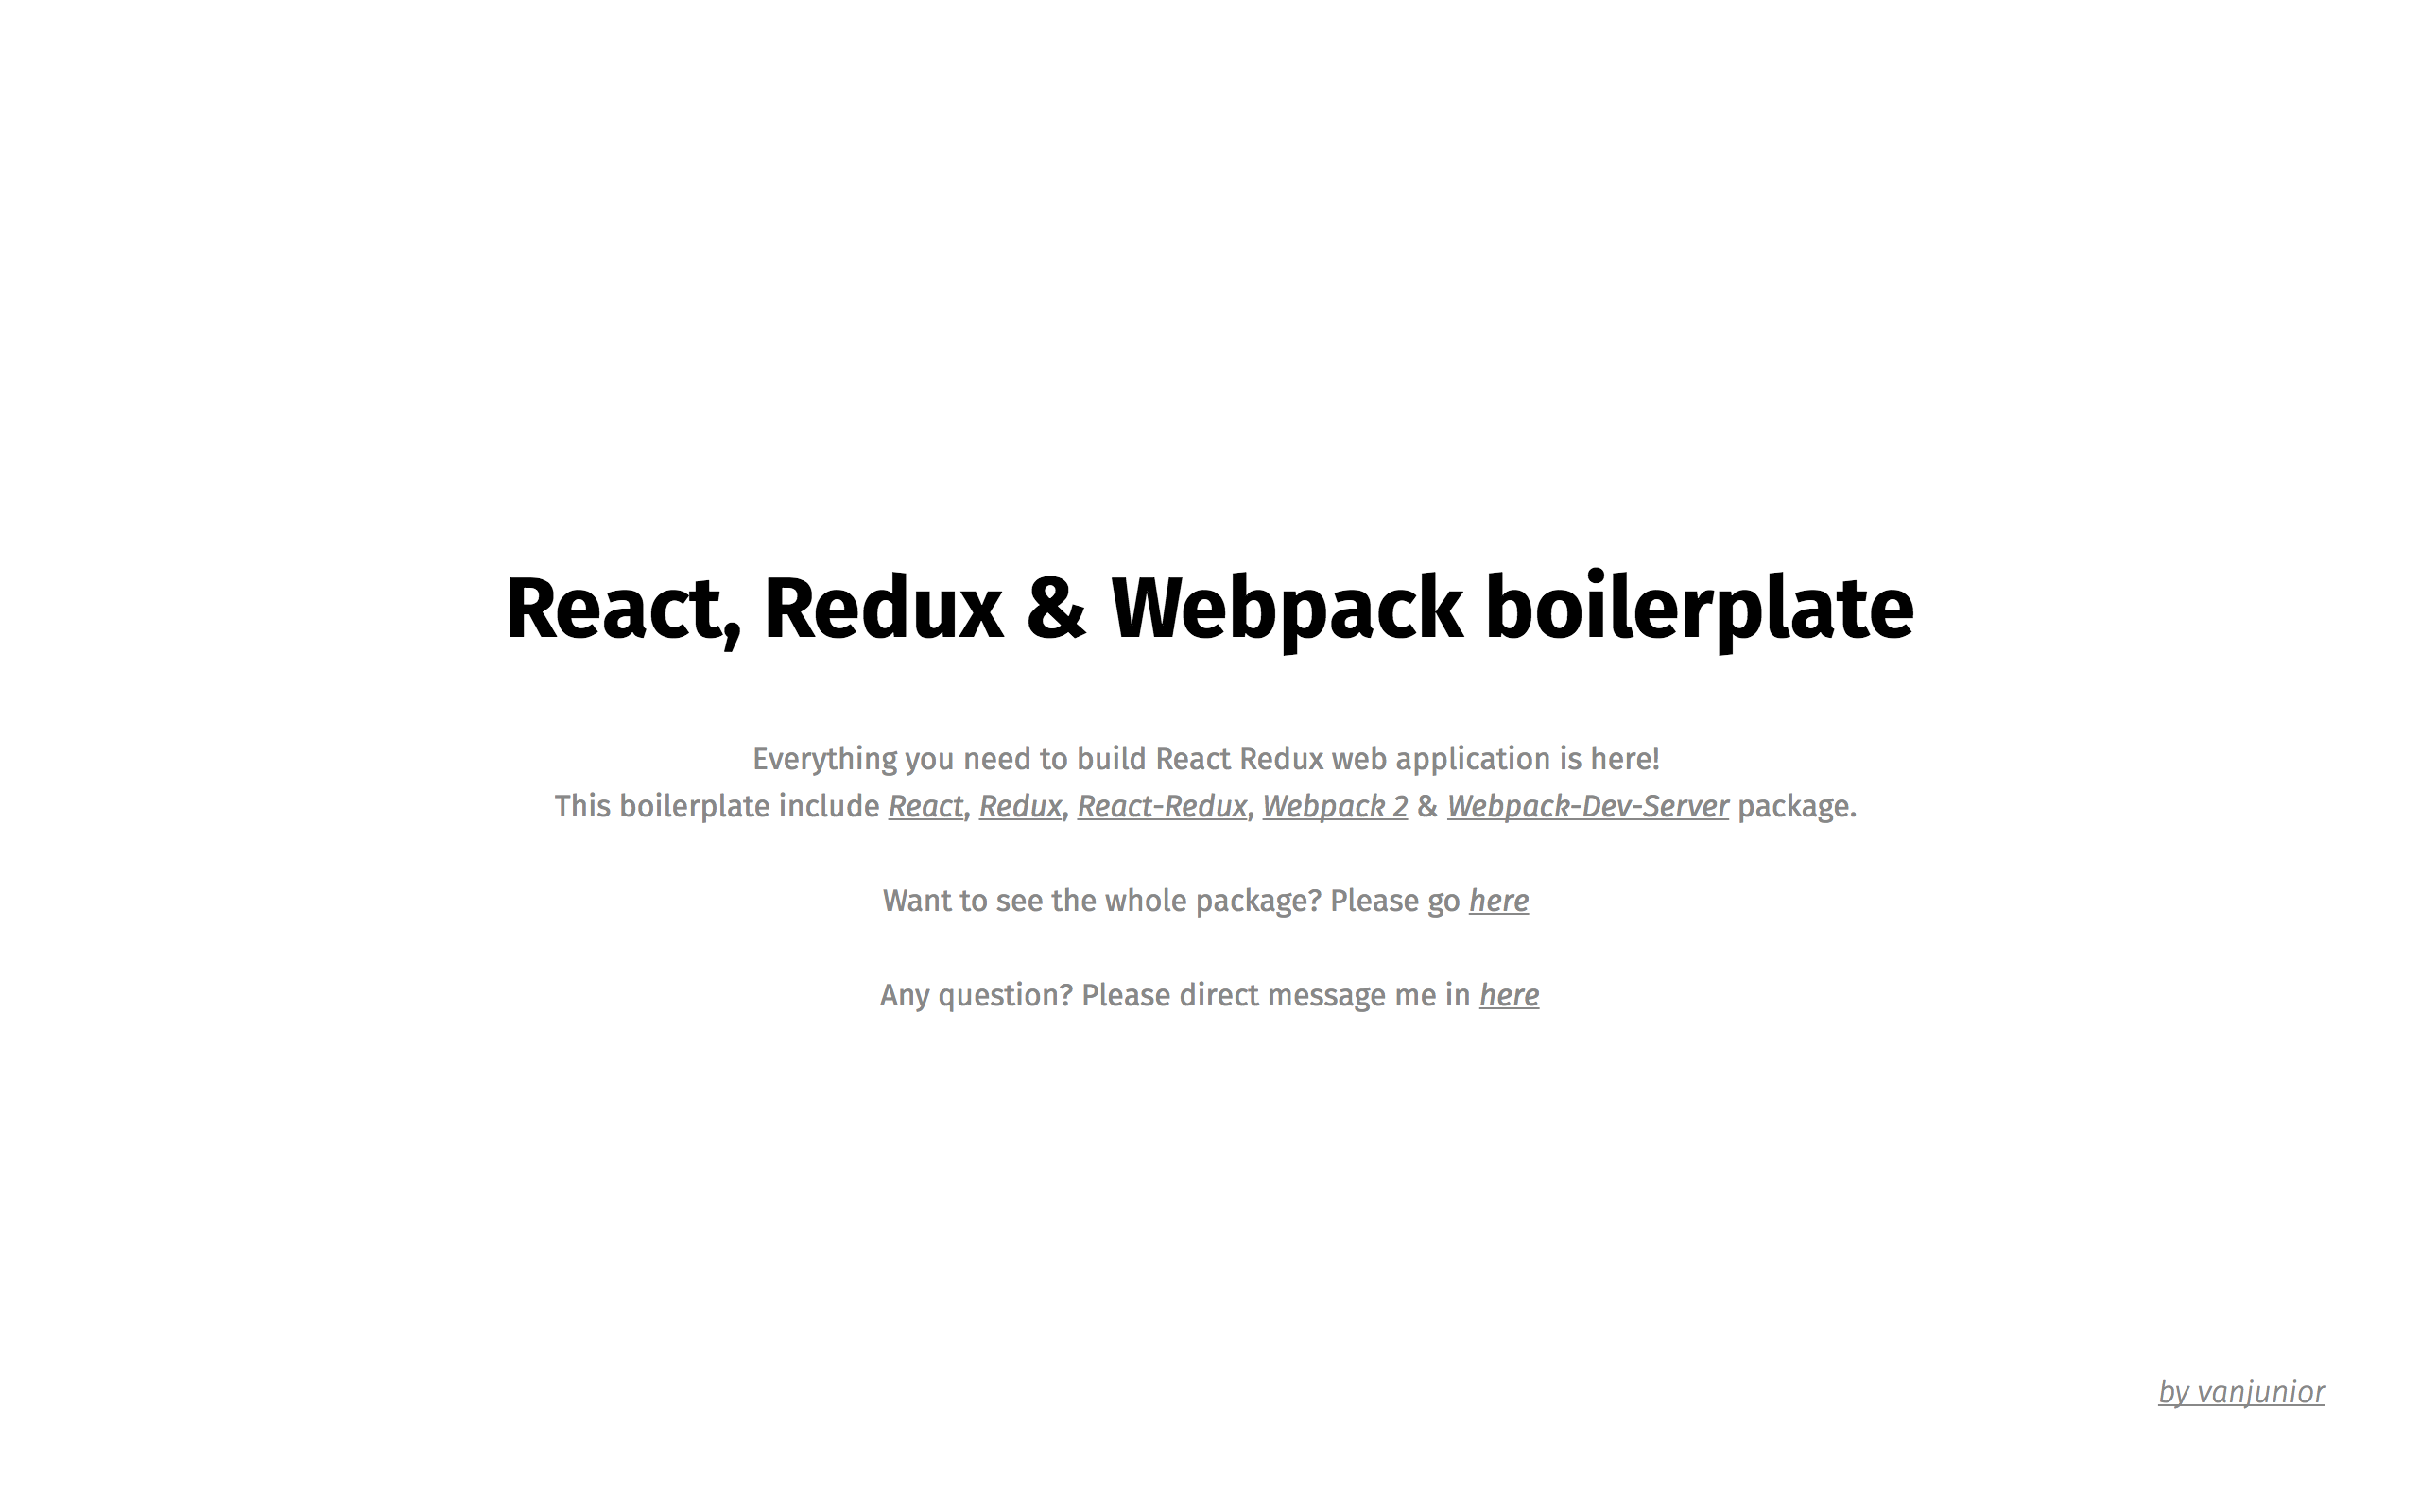 React, Redux & Webpack boilerplate
Everything you need to build React Redux web application is here!
This boilerplate include React, Redux, React-Redux, Webpack 2 & Webpack-Dev-Server package.
Want to see the whole package? Please go here
Any question? Please direct message me in here
by vanjunior